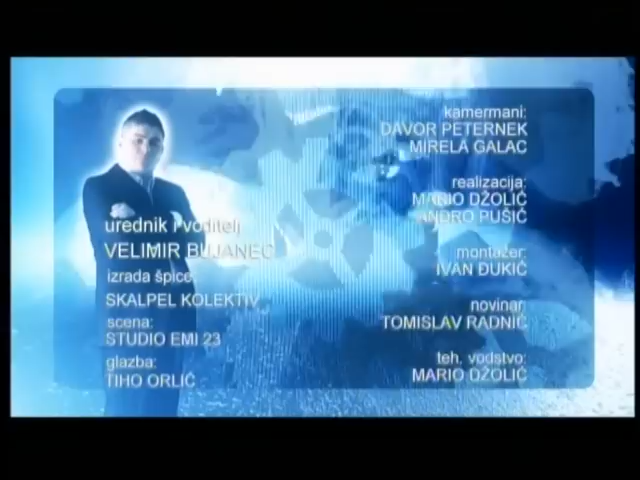 urednik i voditelj
VELIMIR BUJANEC
izrada špice:
SKALPEL KOLEKTIV
scena:
STUDIO EMI 23
glazba:
TIHO ORLIĆ
kamermani:
DAVOR PETERNEK
MIRELA GALAC
realizacija:
MARIO DŽOLIĆ
ANDRO PUŠIĆ
montažer:
IVAN ĐUKIĆ
novinar:
TOMISLAV RADNIĆ
teh. vodstvo:
MARIO DŽOLIĆ